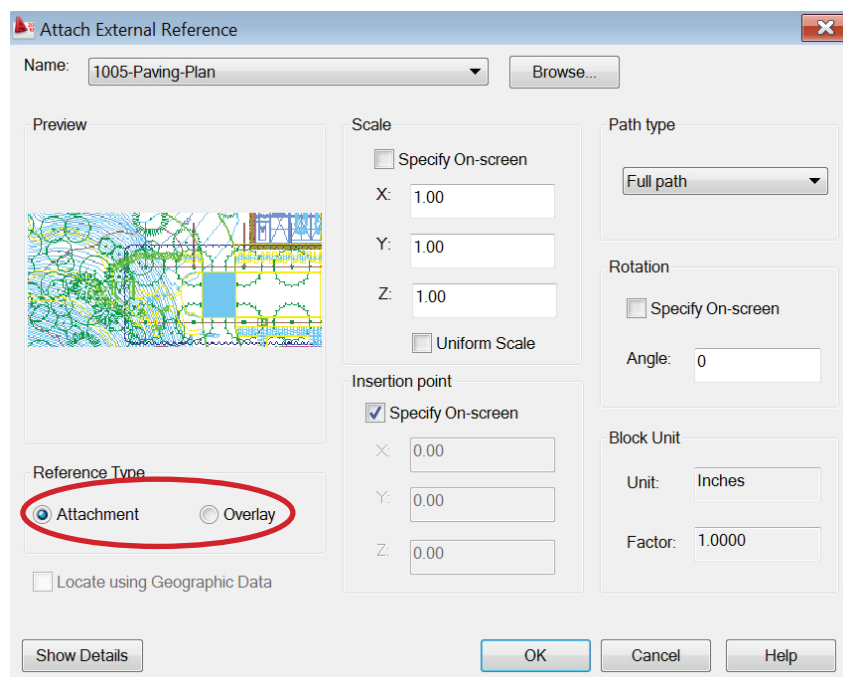 Attach External Reference
Name: 1005-Paving-Plan Browse...
Preview
Reference Type
Attachment Overlay
Locate using Geographic Data
Scale
Specify On-screen
X: 1.00
Y: 1.00
Z: 1.00
Uniform Scale
Insertion point
Specify On-screen
X: 0.00
Y: 0.00
Z: 0.00
Path type
Full path
Rotation
Specify On-screen
Angle: 0
Block Unit
Unit: Inches
Factor: 1.0000
Show Details OK Cancel Help